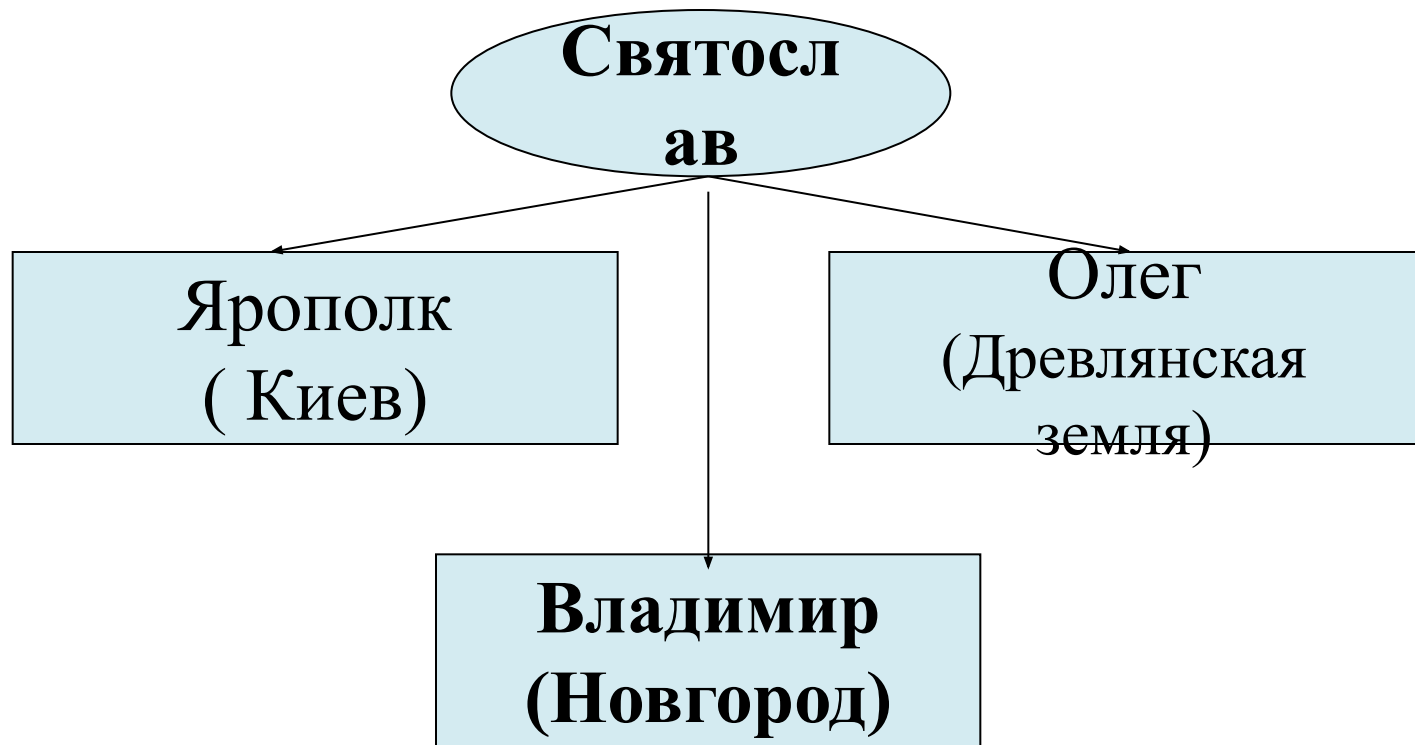 Святосл
ав
Ярополк
( Киев)
Олег
(Древлянская
земля)
Владимир
(Новгород)